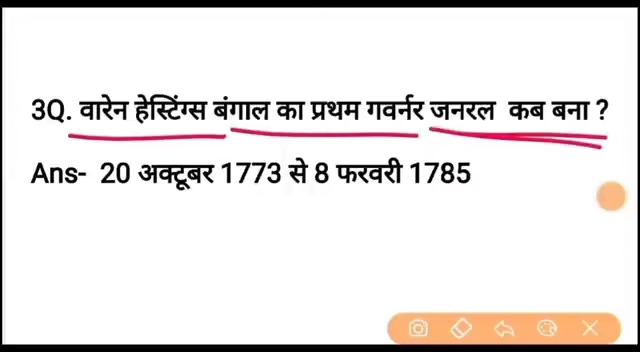 3Q. वारेन हेस्टिंग्स बंगाल का प्रथम गवर्नर जनरल कब बना ?
Ans- 20 अक्टूबर 1773 से 8 फरवरी 1785